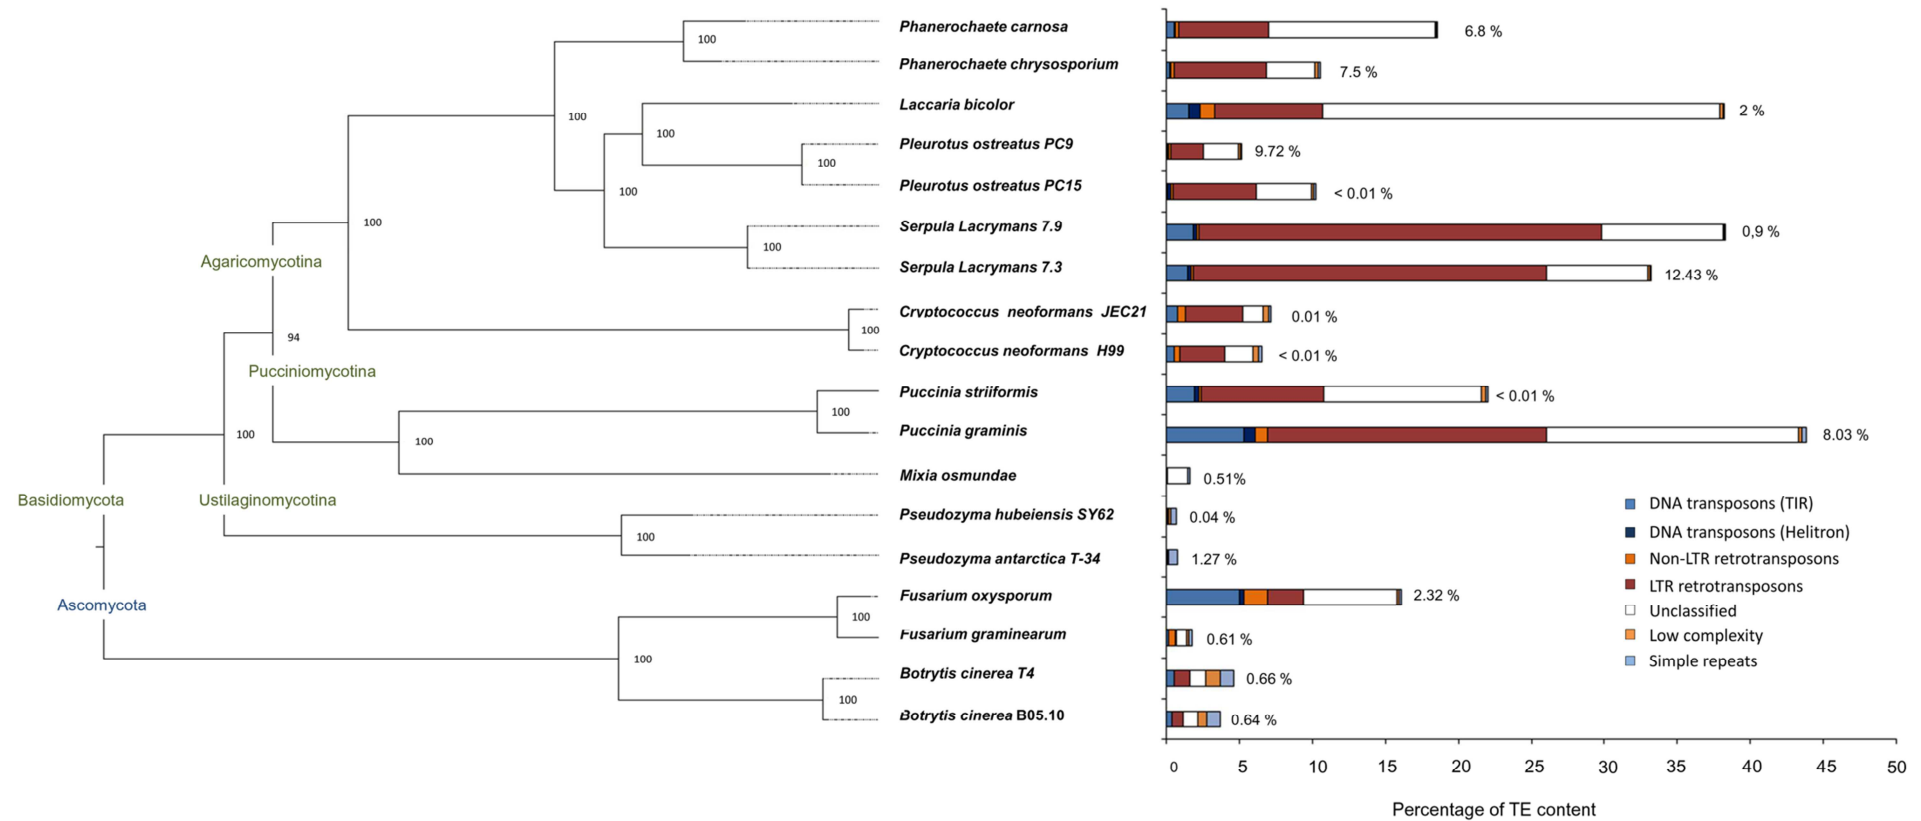 Phanerochaete carnosa 6.8 %
100
Phanerochaete chrysosporium 7.5 %
Laccaria bicolor 2 %
100
100
Pleurotus ostreatus PC9 9.72 %
100
Pleurotus ostreatus PC15 < 0.01 %
100
Serpula Lacrymans 7.9 0,9 %
100
100
Serpula Lacrymans 7.3 12.43 %
Agaricomycotina
Cryptococcus neoformans JEC21 0.01 %
100
94
Cryptococcus neoformans H99 < 0.01 %
Pucciniomycotina
Puccinia striiformis < 0.01 %
100
Puccinia graminis 8.03 %
100
100
Mixia osmundae 0.51%
Basidiomycota
Ustilaginomycotina
Pseudozyma hubeiensis SY62 0.04 %
100
Pseudozyma antarctica T-34 1.27 %
Fusarium oxysporum 2.32 %
Ascomycota
100
Fusarium graminearum 0.61 %
100
Botrytis cinerea T4 0.66 %
100
Botrytis cinerea B05.10 0.64 %
DNA transposons (TIR)
DNA transposons (Helitron)
Non-LTR retrotransposons
LTR retrotransposons
Unclassified
Low complexity
Simple repeats
0 5 10 15 20 25 30 35 40 45 50
Percentage of TE content